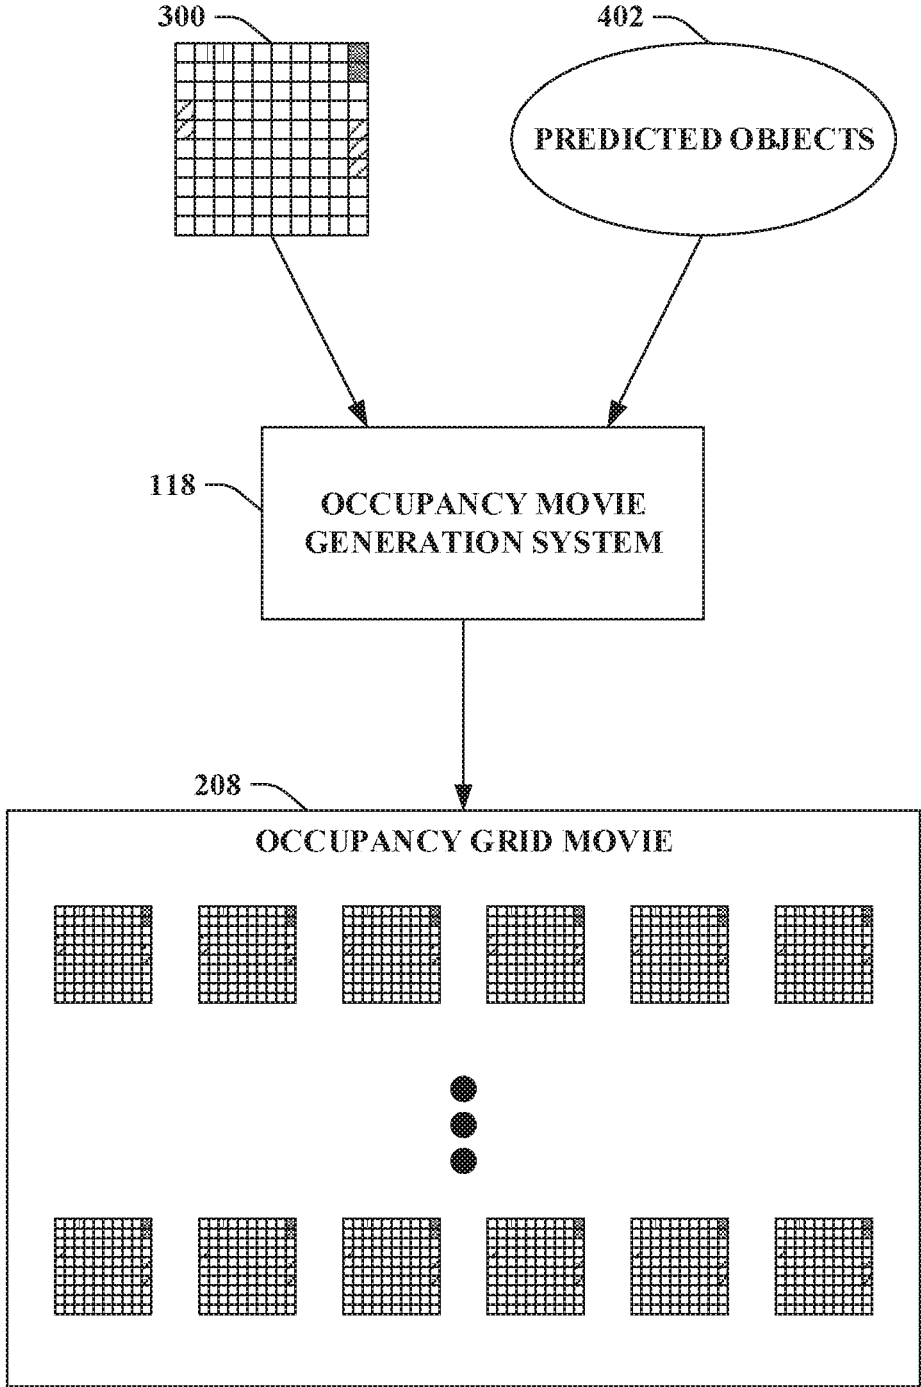 300
402
PREDICTED OBJECTS
118
OCCUPANCY MOVIE
GENERATION SYSTEM
208
OCCUPANCY GRID MOVIE